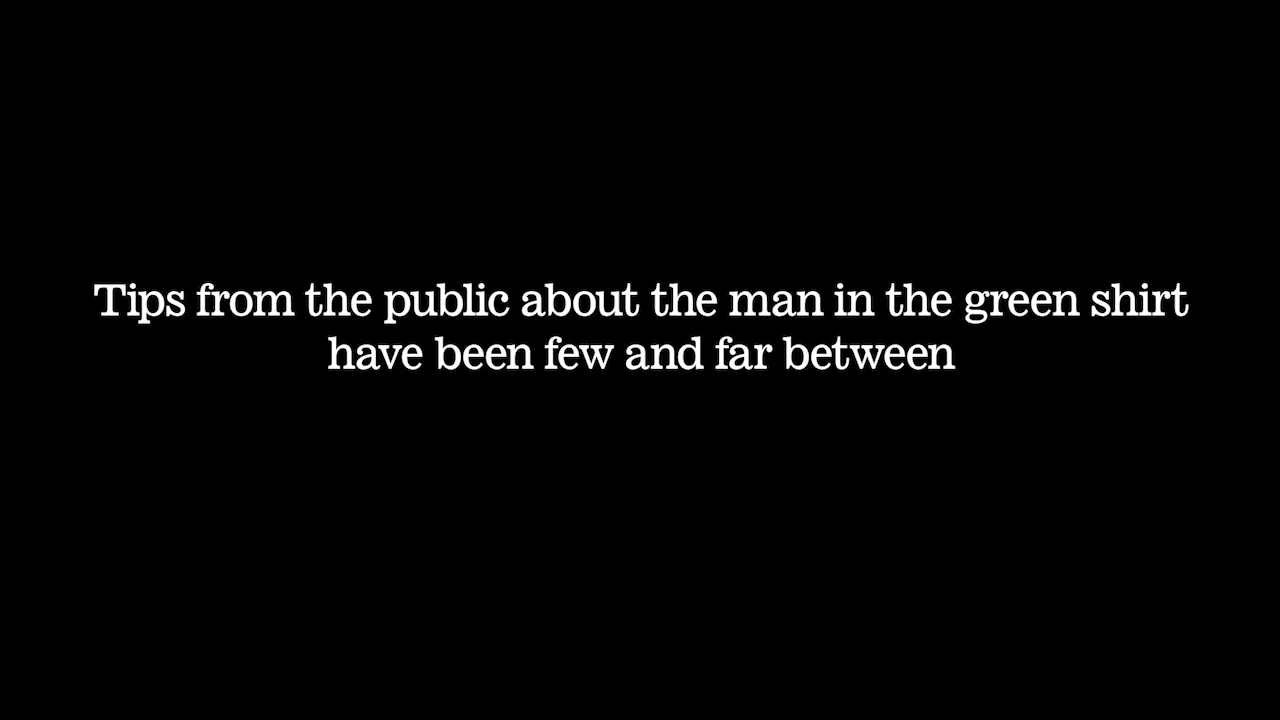 Tips from the public about the man in the green shirt
have been few and far between